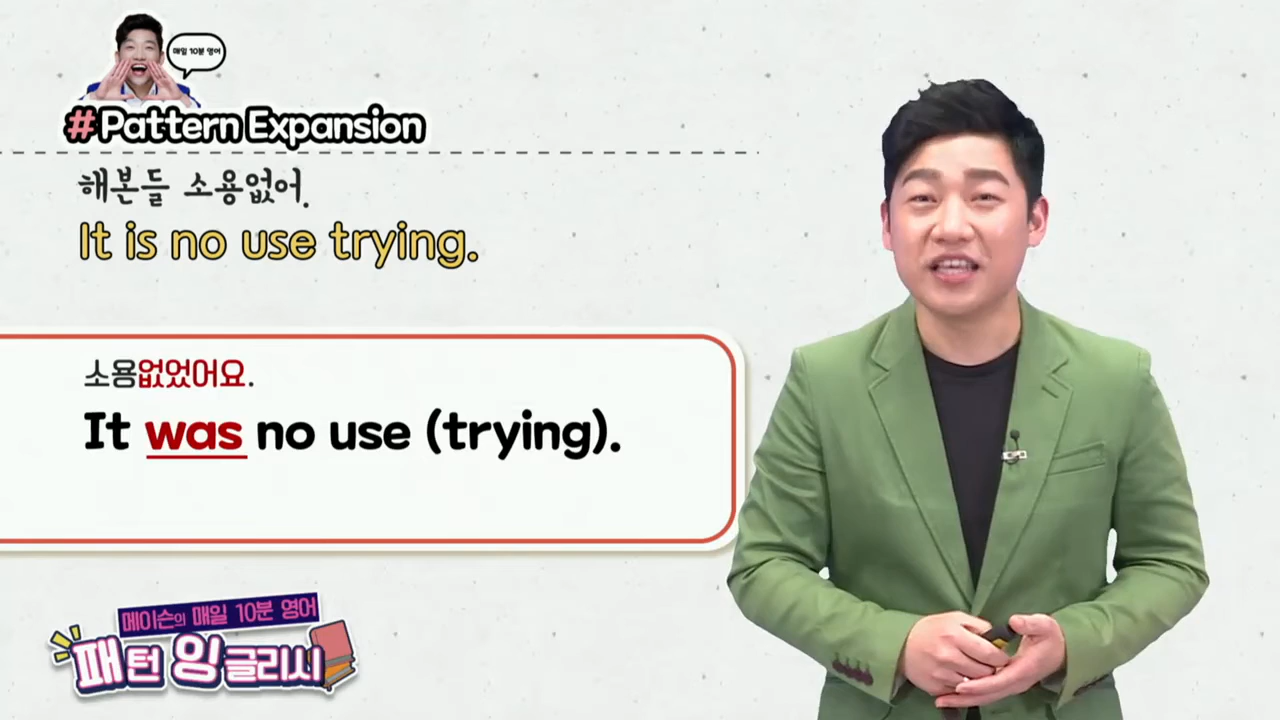 매일 10분 영어
#Pattern Expansion
해본들 소용없어.
It is no use trying.
소용없었어요.
It was no use (trying).
메이슨의 매일 10분 영어
패턴 잉글리시